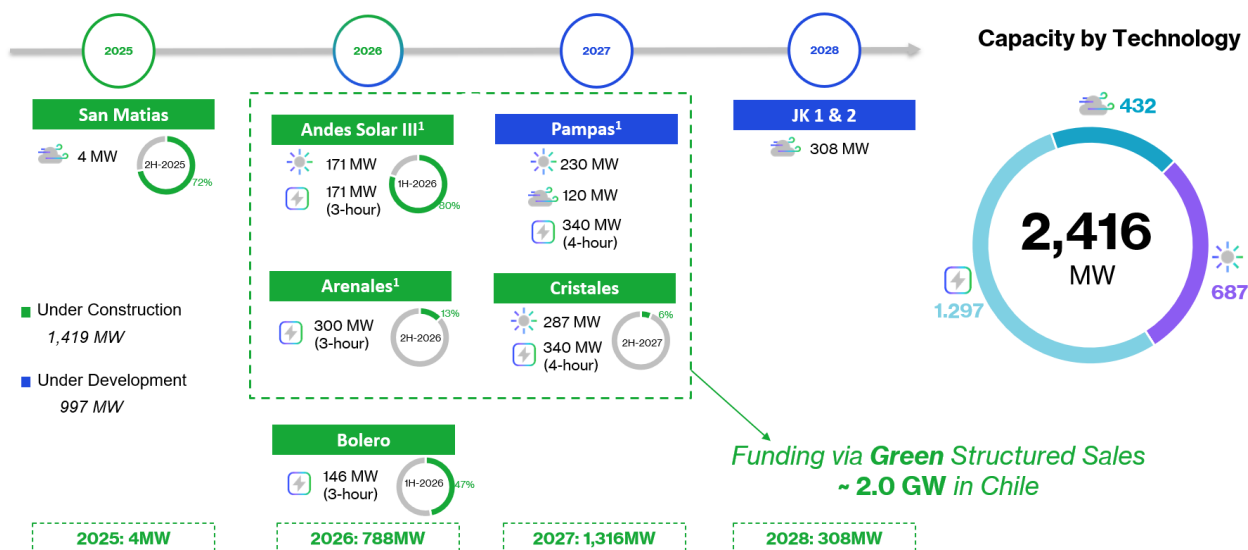 2025
2026
2027
2028
Capacity by Technology
San Matias
4 MW
2H-2025
72%
Andes Solar III¹
171 MW
171 MW
(3-hour)
1H-2026
80%
Pampas¹
230 MW
120 MW
340 MW
(4-hour)
JK 1 & 2
308 MW
432
2,416
MW
687
1.297
Under Construction
1,419 MW
Under Development
997 MW
Arenales¹
300 MW
(3-hour)
2H-2026
13%
Cristales
287 MW
340 MW
(4-hour)
2H-2027
6%
Bolero
146 MW
(3-hour)
1H-2026
47%
Funding via Green Structured Sales
~ 2.0 GW in Chile
2025: 4MW
2026: 788MW
2027: 1,316MW
2028: 308MW